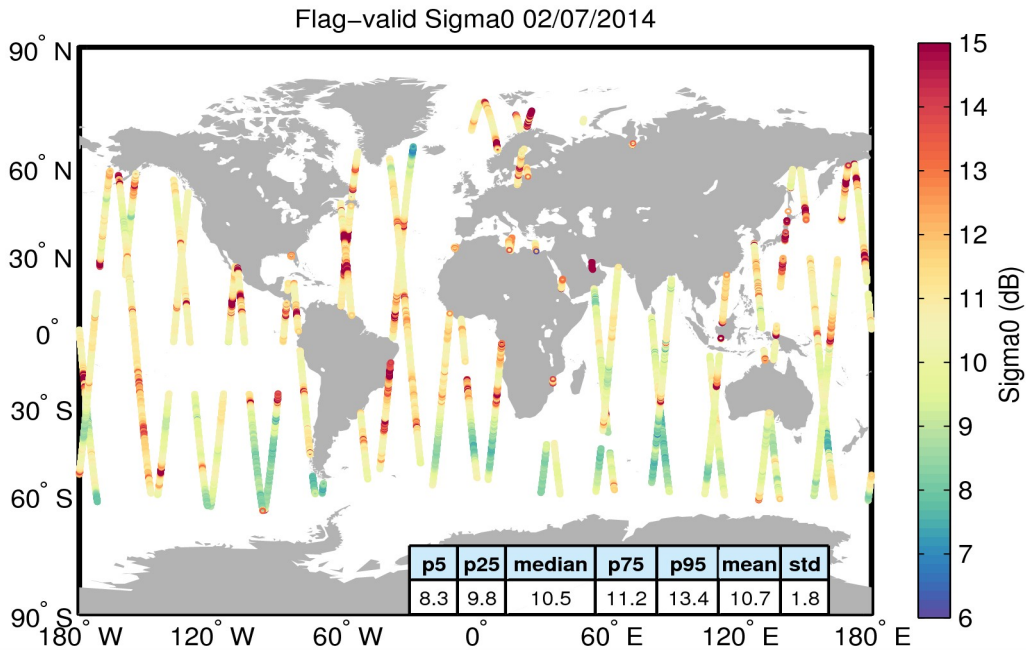 Flag−valid Sigma0 02/07/2014
90° N
60° N
30° N
0°
30° S
60° S
90° S
180° W
120° W
60° W
0°
60° E
120° E
180° E
15
14
13
12
11
10
9
8
7
6
Sigma0 (dB)
p5 p25 median p75 p95 mean std
8.3 9.8 10.5 11.2 13.4 10.7 1.8